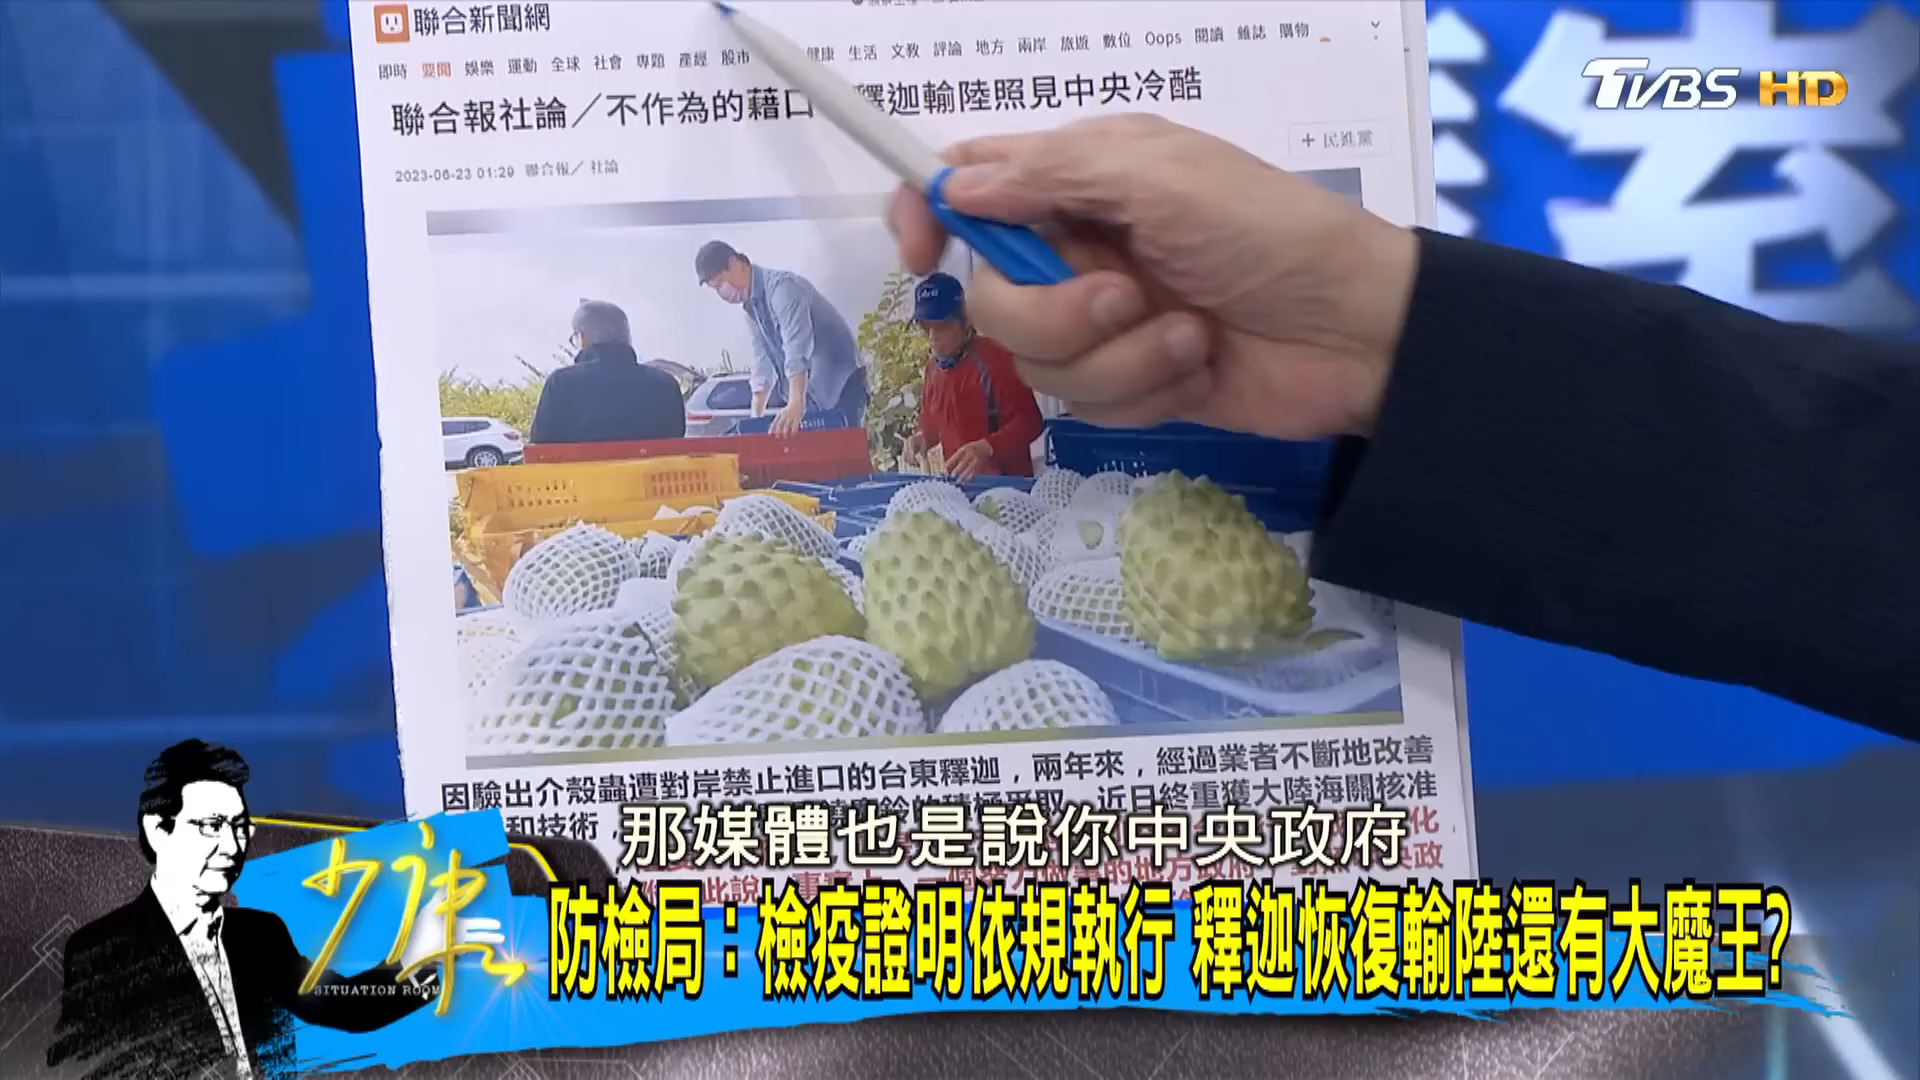 聯合新聞網
TVBS HD
即時 要聞 娛樂 運動 全球 社會 專題 產經 股市 健康 生活 文教 評論 地方 兩岸 旅遊 數位 Oops 閱讀 雜誌 購物
聯合報社論／不作為的藉口 釋迦輸陸照見中央冷酷
+ 民進黨
2023-06-23 01:29 聯合報／ 社論
因驗出介殼蟲遭對岸禁止進口的台東釋迦，兩年來，經過業者不斷地改善
和技術， 近日終重獲大陸海關核准
那媒體也是說你中央政府
防檢局：檢疫證明依規執行 釋迦恢復輸陸還有大魔王?
少康
SITUATION ROOM